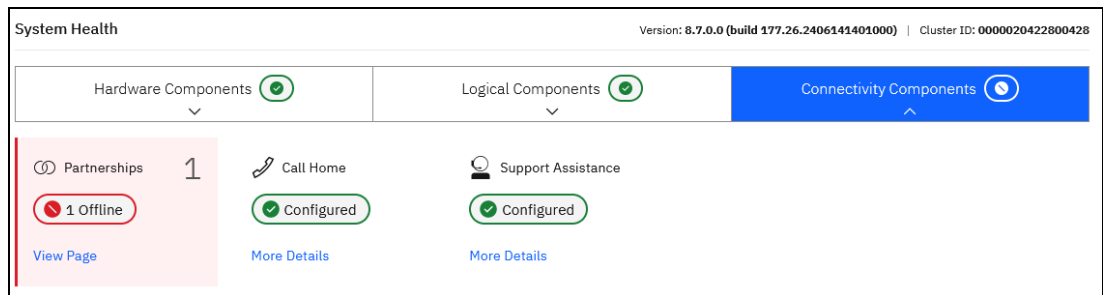 System Health
Version: 8.7.0.0 (build 177.26.2406141401000) | Cluster ID: 0000020422800428
Hardware Components
Logical Components
Connectivity Components
Partnerships 1
1 Offline
View Page
Call Home
Configured
More Details
Support Assistance
Configured
More Details